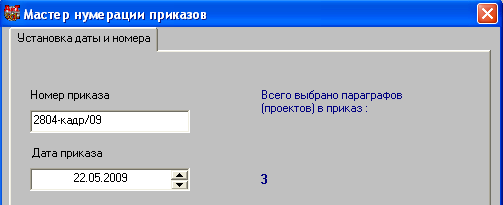 Мастер нумерации приказов
Установка даты и номера
Номер приказа
2804-кадр/09
Дата приказа
22.05.2009
Всего выбрано параграфов
(проектов) в приказ :
3